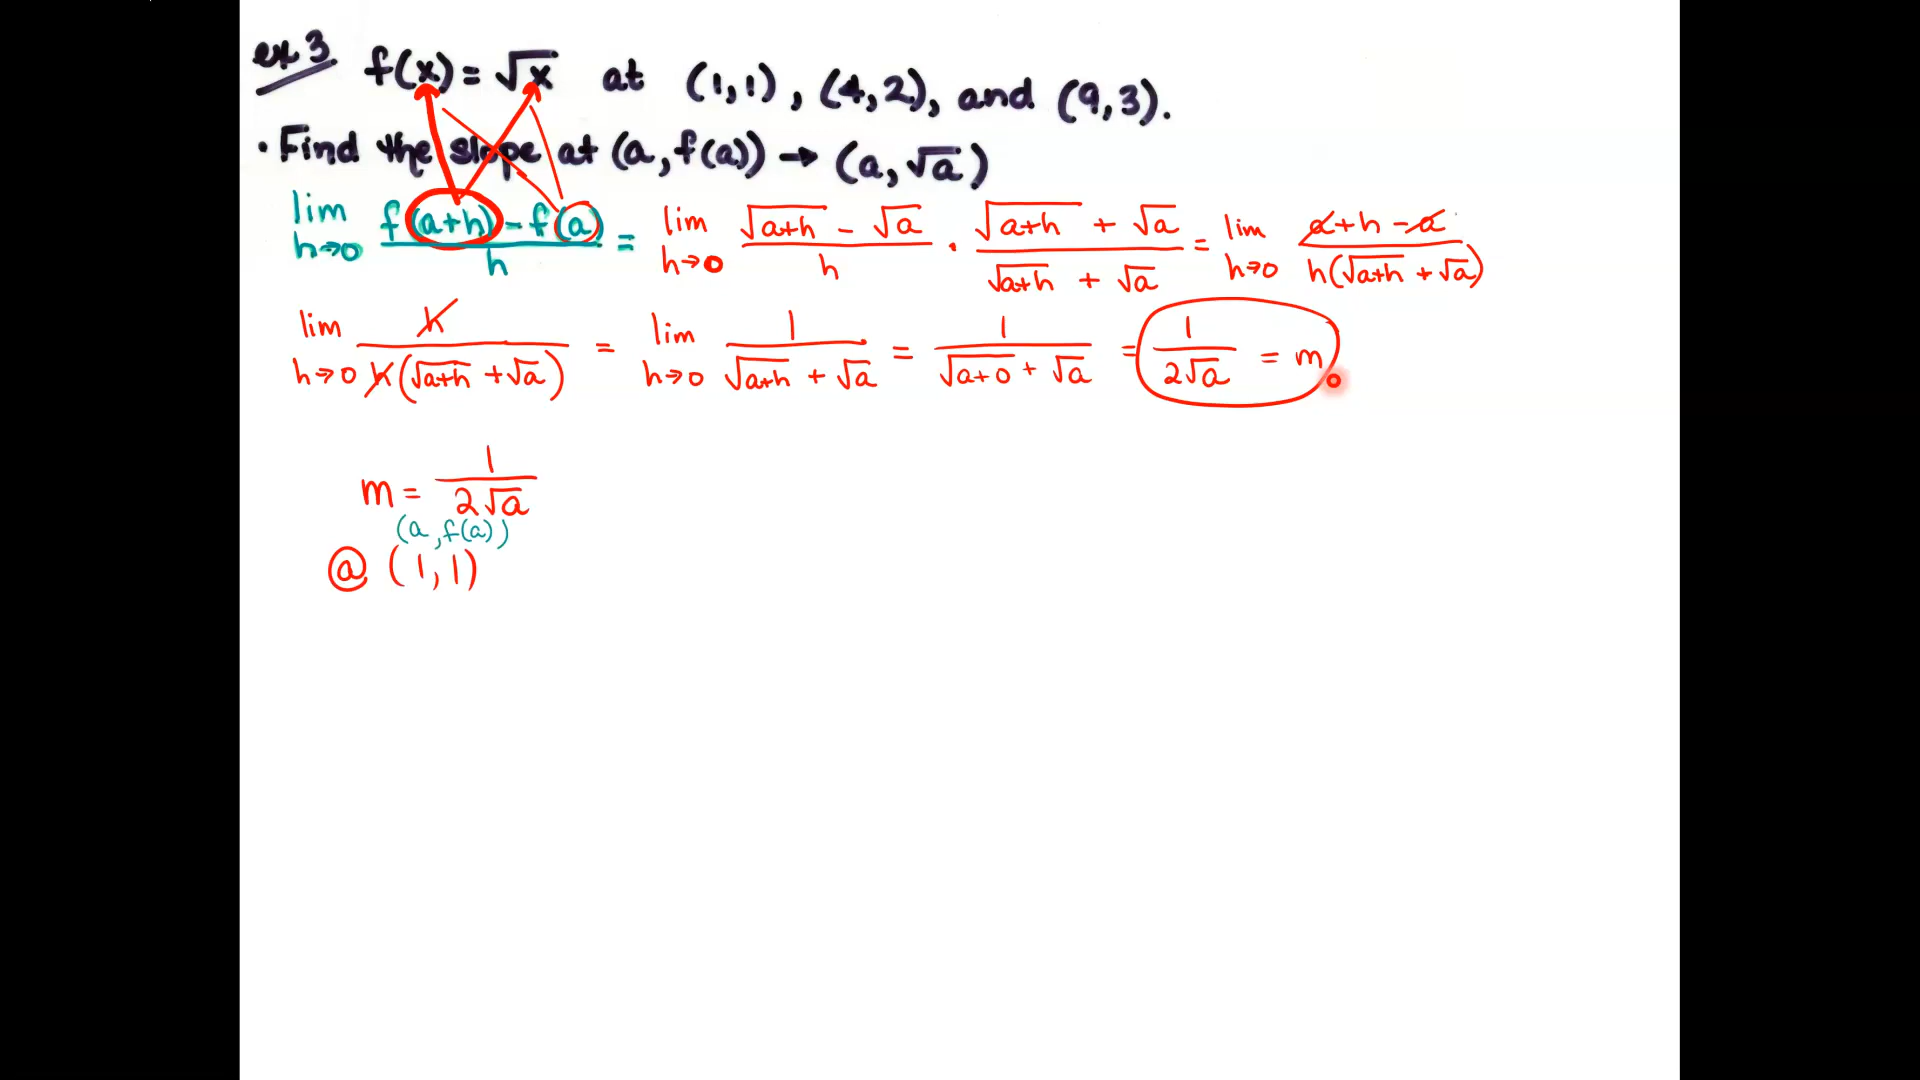 ex 3. f(x) = √x at (1,1), (4,2), and (9,3).
• Find the slope at (a, f(a)) → (a, √a)
lim h→0 (f(a+h) - f(a))/h = lim h→0 (√(a+h) - √a)/h · (√(a+h) + √a)/(√(a+h) + √a) = lim h→0 (a+h-a)/(h(√(a+h) + √a))
lim h→0 h/(h(√(a+h) + √a)) = lim h→0 1/(√(a+h) + √a) = 1/(√(a+0) + √a) = 1/(2√a) = m
m = 1/(2√a)
(a, f(a))
@ (1,1)